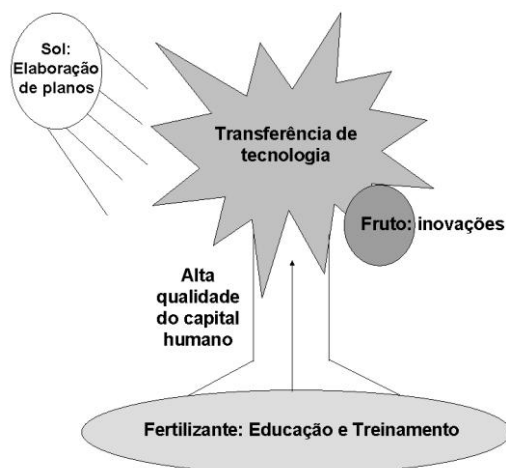 Sol:
Elaboração
de planos
Transferência de
tecnologia
Fruto: inovações
Alta
qualidade
do capital
humano
Fertilizante: Educação e Treinamento